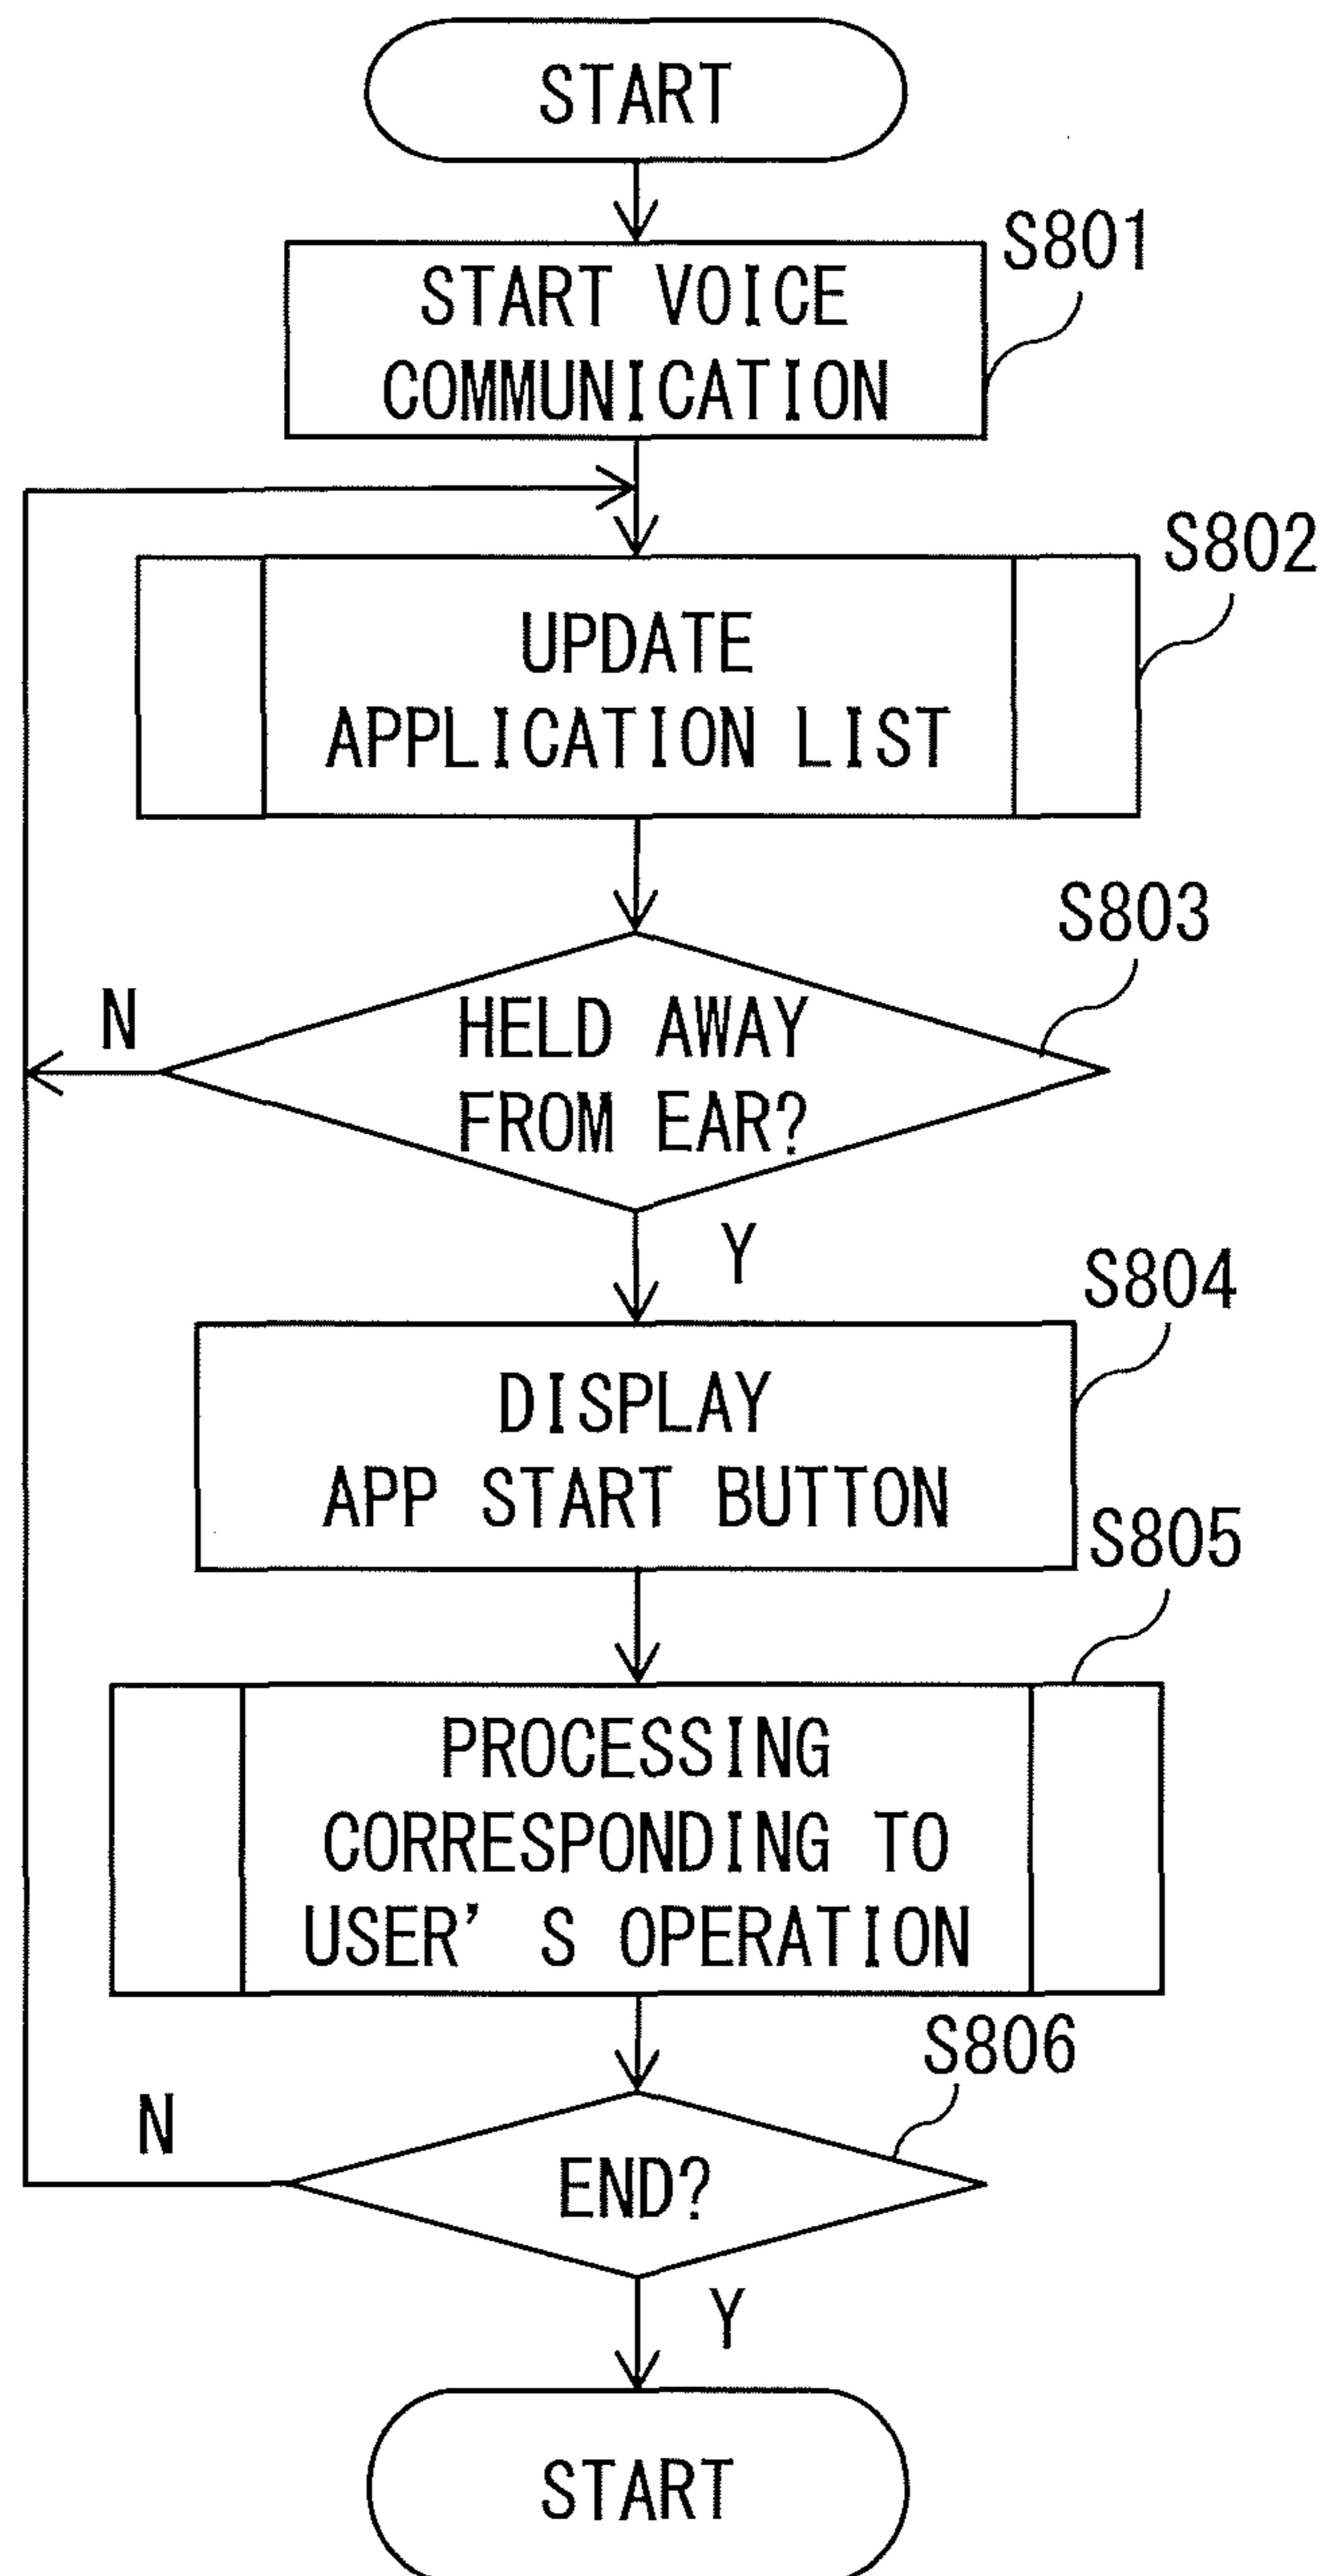 START
S801
START VOICE
COMMUNICATION
S802
UPDATE
APPLICATION LIST
S803
HELD AWAY
FROM EAR?
N
Y
S804
DISPLAY
APP START BUTTON
S805
PROCESSING
CORRESPONDING TO
USER' S OPERATION
S806
END?
N
Y
START